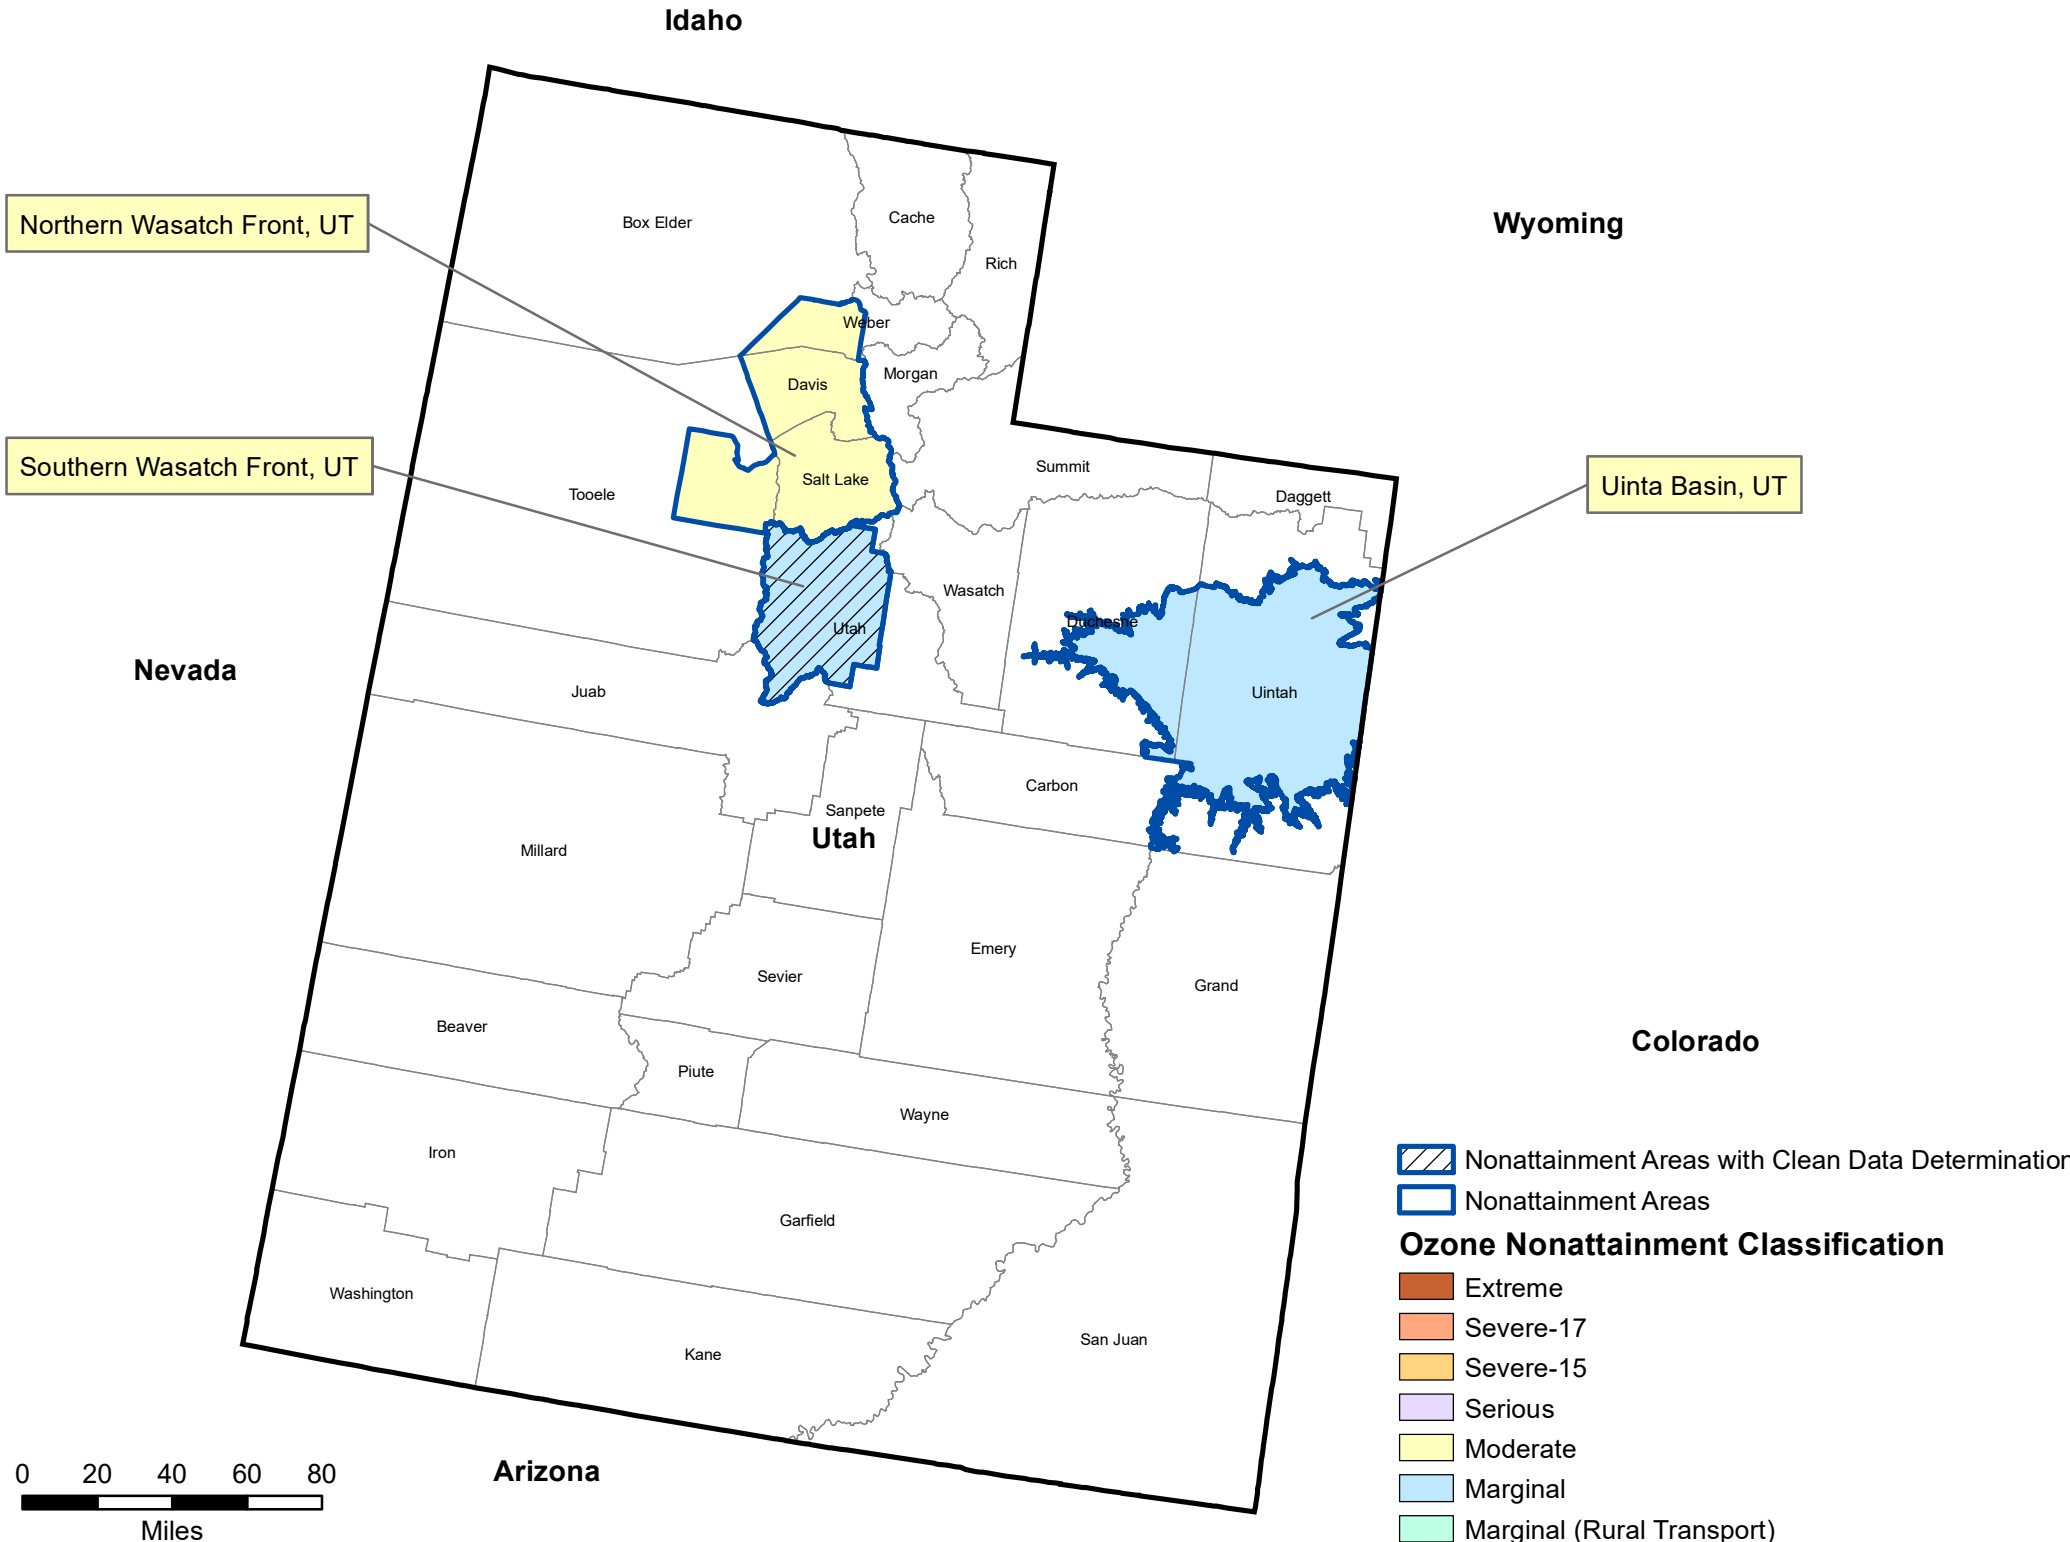 Idaho
Northern Wasatch Front, UT
Box Elder
Cache
Wyoming
Rich
Weber
Davis
Morgan
Southern Wasatch Front, UT
Tooele
Salt Lake
Summit
Daggett
Uinta Basin, UT
Wasatch
Duchesne
Utah
Nevada
Juab
Uintah
Carbon
Sanpete
Utah
Millard
Emery
Sevier
Grand
Beaver
Colorado
Piute
Wayne
Iron
Garfield
Washington
San Juan
Kane
Nonattainment Areas with Clean Data Determination
Nonattainment Areas
Ozone Nonattainment Classification
Extreme
Severe-17
Severe-15
Serious
Moderate
Marginal
Marginal (Rural Transport)
Arizona
0 20 40 60 80
Miles